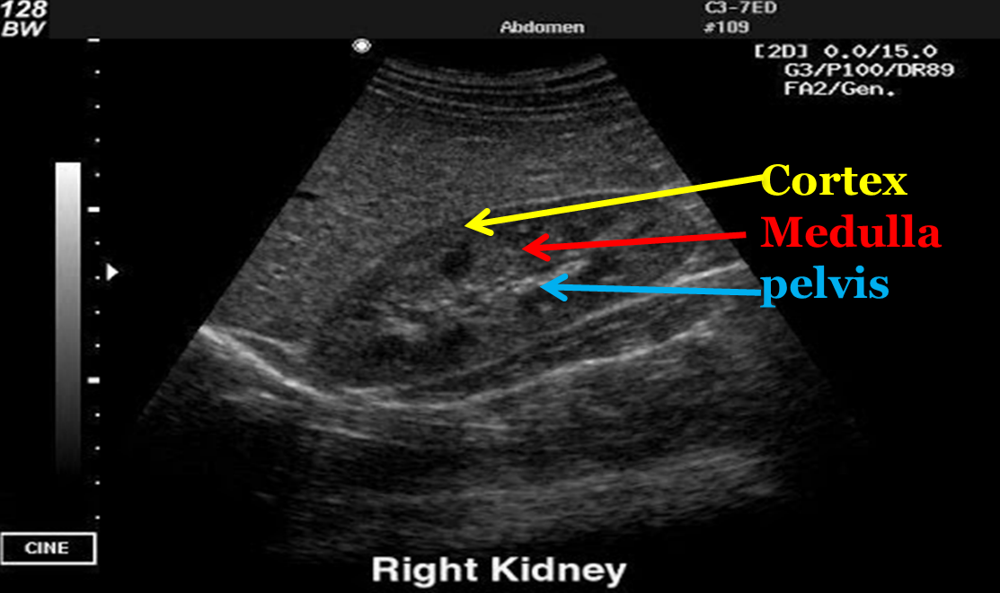 128
BW
Abdomen
C3-7ED
#109
[2D] 0.0/15.0
G3/P100/DR89
FA2/Gen.
Cortex
Medulla
pelvis
CINE
Right Kidney